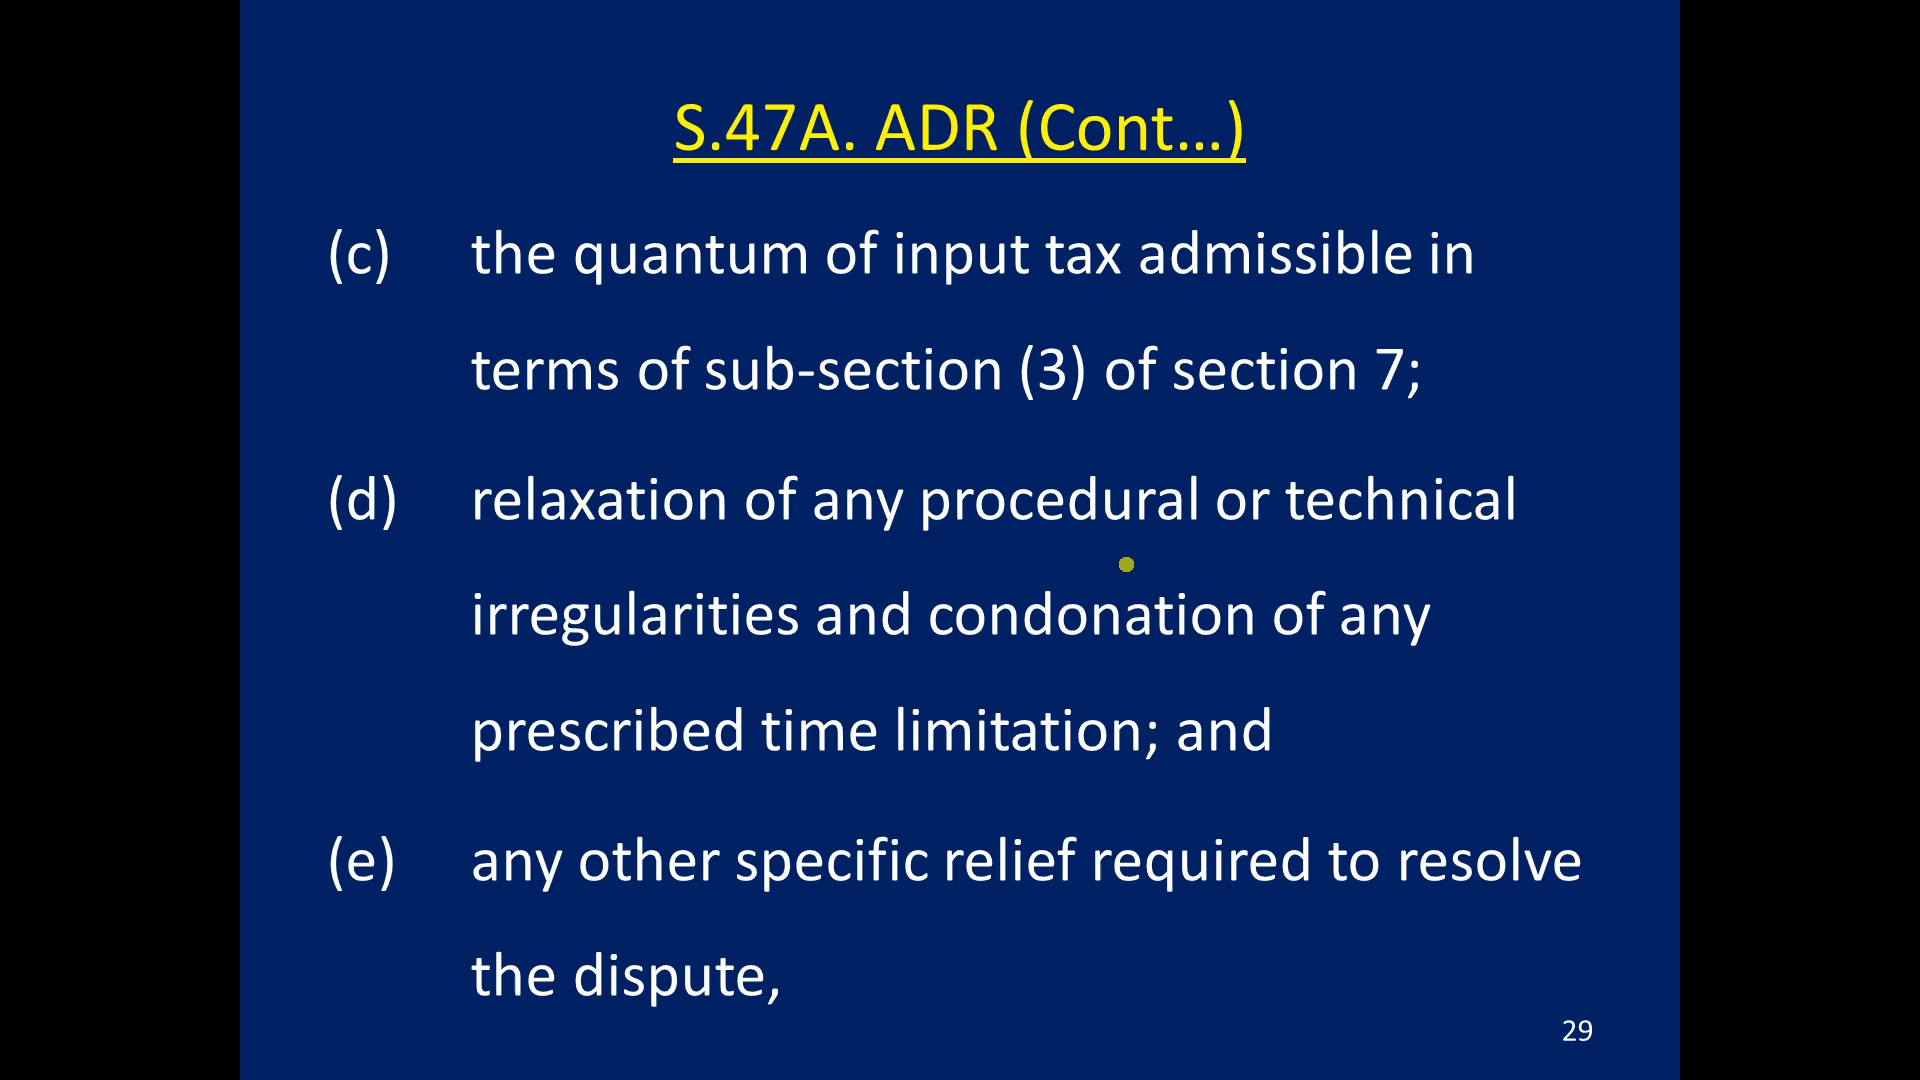 S.47A. ADR (Cont…)
(c) the quantum of input tax admissible in
terms of sub-section (3) of section 7;
(d) relaxation of any procedural or technical
irregularities and condonation of any
prescribed time limitation; and
(e) any other specific relief required to resolve
the dispute,
29